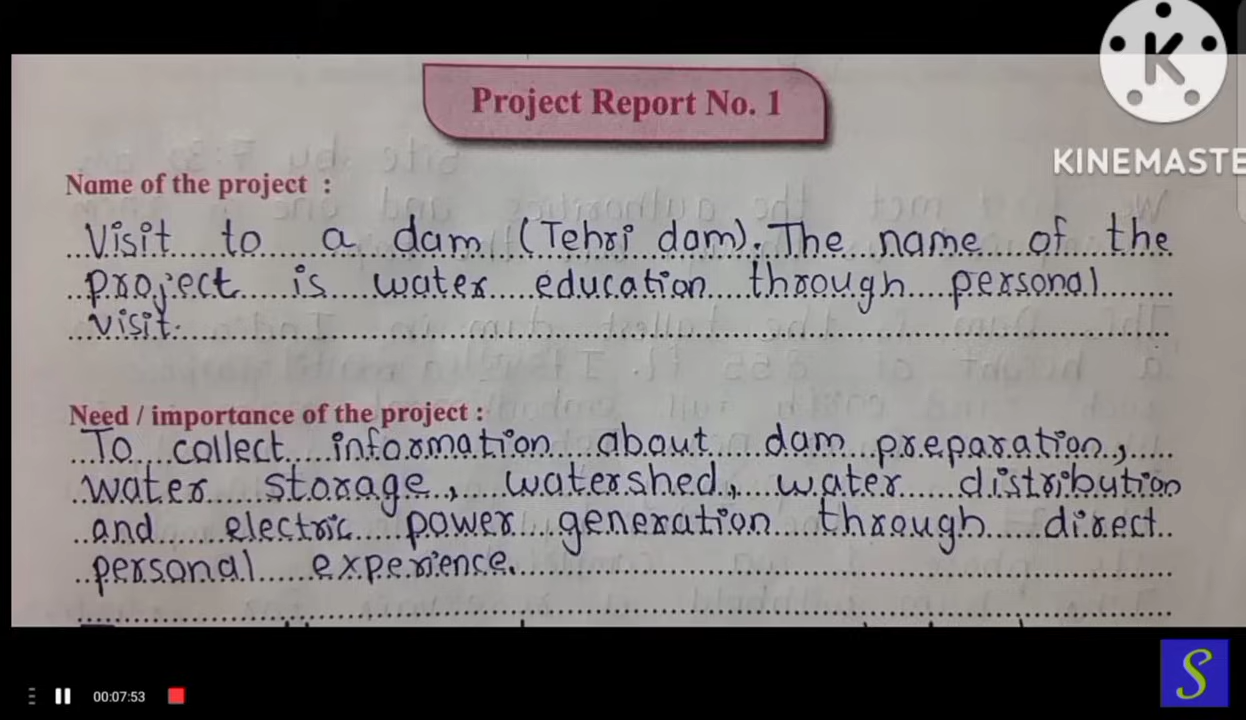 Project Report No. 1
K
KINEMASTE
Name of the project :
Visit to a dam (Tehri dam). The name of the
project is water education through personal
visit.
Need / importance of the project :
To collect information about dam preparation,
water storage, watershed, water distribution
and electric power generation through direct
personal experience.
00:07:53
S